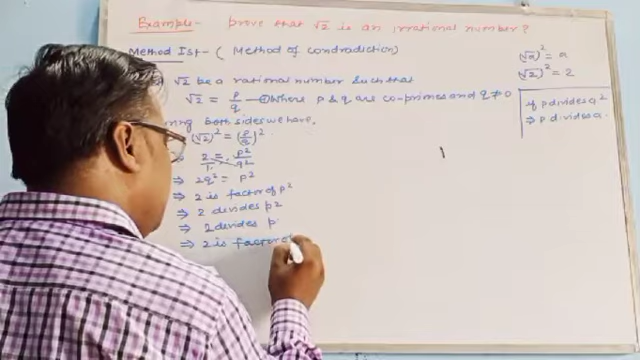 Example:- prove that √2 is an irrational number?
Method Ist- ( Method of condradiction)
√2 be a rational number such that
√2 = p/q —① Where p & q are co-primes and q ≠ 0
ring both sides we have,
(√2)² = (p/q)²
⇒ 2/1 = p²/q²
⇒ 2q² = p²
⇒ 2 is factor of p²
⇒ 2 divides p²
⇒ 2 divides p
⇒ 2 is factor of
(√a)² = a
(√2)² = 2
if p divides a²
⇒ p divides a.